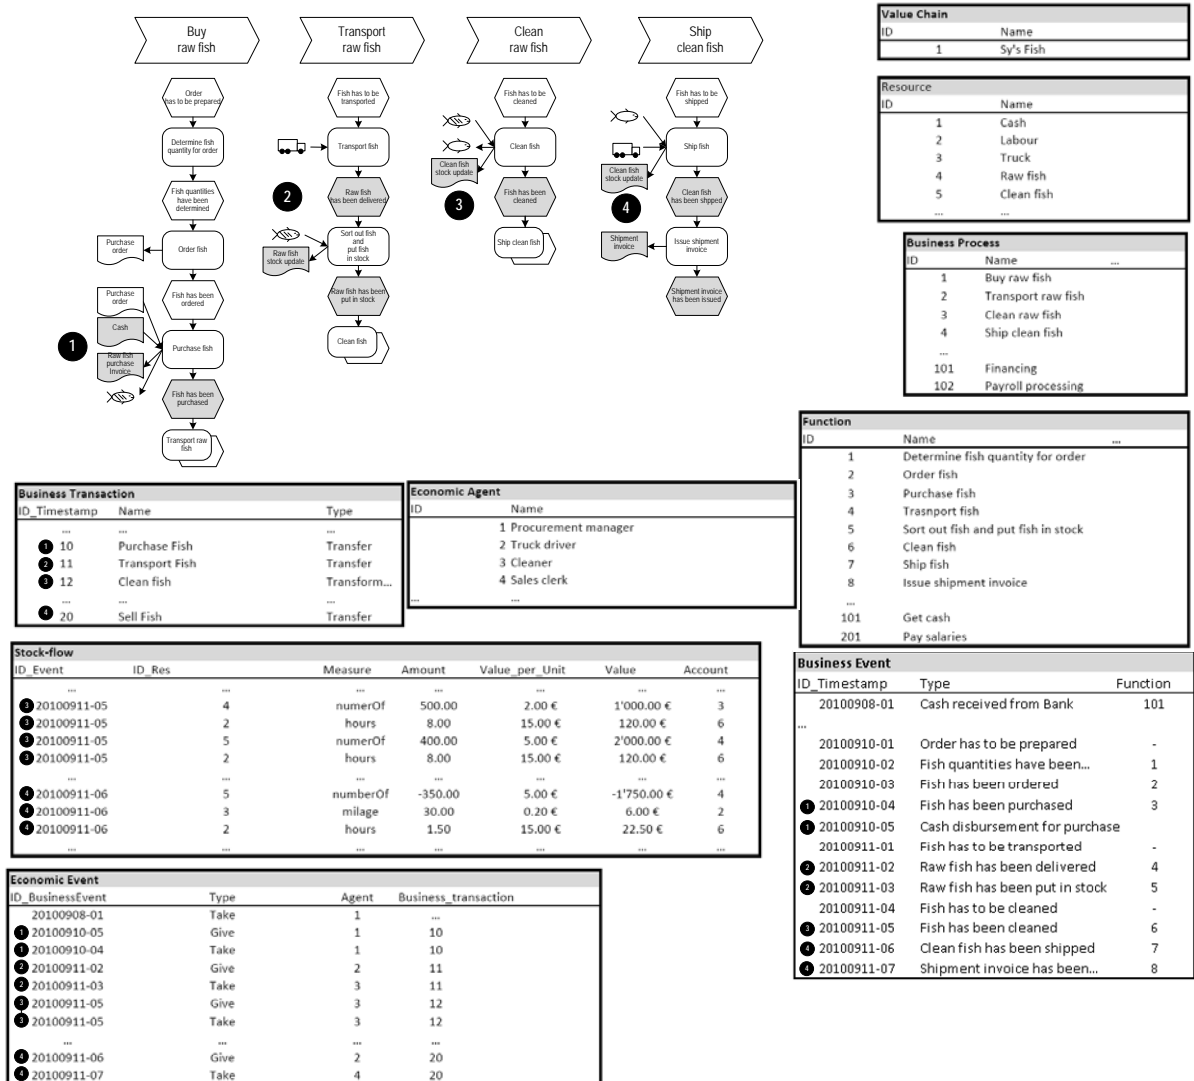 Buy
raw fish
Transport
raw fish
Clean
raw fish
Ship
clean fish
Order
has to be prepared
Determine fish
quantity for order
Fish quantities
have been
determined
Purchase
order
Order fish
Purchase
order
Fish has been
ordered
Cash
1
Raw fish
purchase
Invoice
Purchase fish
Fish has been
purchased
Transport raw
fish
Fish has to be
transported
Transport fish
2
Raw fish
has been delivered
Raw fish
stock update
Sort out fish
and
put fish
in stock
Raw fish has been
put in stock
Clean fish
Fish has to be
cleaned
Clean fish
Clean fish
stock update
3
Fish has been
cleaned
Ship clean fish
Fish has to be
shipped
Ship fish
Clean fish
stock update
4
Clean fish
has been shpped
Shipment
invoice
Issue shipment
invoice
Shipment invoice
has been issued
Value Chain
ID Name
1 Sy's Fish
Resource
ID Name
1 Cash
2 Labour
3 Truck
4 Raw fish
5 Clean fish
... ...
Business Process
ID Name ...
1 Buy raw fish
2 Transport raw fish
3 Clean raw fish
4 Ship clean fish
...
101 Financing
102 Payroll processing
Function
ID Name ...
1 Determine fish quantity for order
2 Order fish
3 Purchase fish
4 Trasnport fish
5 Sort out fish and put fish in stock
6 Clean fish
7 Ship fish
8 Issue shipment invoice
...
101 Get cash
201 Pay salaries
Business Transaction
ID_Timestamp Name Type
... ... ...
1 10 Purchase Fish Transfer
2 11 Transport Fish Transfer
3 12 Clean fish Transform...
... ... ...
4 20 Sell Fish Transfer
Economic Agent
ID Name
1 Procurement manager
2 Truck driver
3 Cleaner
4 Sales clerk
... ...
Stock-flow
ID_Event ID_Res Measure Amount Value_per_Unit Value Account
... ... ... ... ... ... ...
3 20100911-05 4 numerOf 500.00 2.00 € 1'000.00 € 3
3 20100911-05 2 hours 8.00 15.00 € 120.00 € 6
3 20100911-05 5 numerOf 400.00 5.00 € 2'000.00 € 4
3 20100911-05 2 hours 8.00 15.00 € 120.00 € 6
... ... ... ... ... ... ...
4 20100911-06 5 numberOf -350.00 5.00 € -1'750.00 € 4
4 20100911-06 3 milage 30.00 0.20 € 6.00 € 2
4 20100911-06 2 hours 1.50 15.00 € 22.50 € 6
... ... ... ... ... ... ...
Business Event
ID_Timestamp Type Function
20100908-01 Cash received from Bank 101
...
20100910-01 Order has to be prepared -
20100910-02 Fish quantities have been... 1
20100910-03 Fish has been ordered 2
1 20100910-04 Fish has been purchased 3
1 20100910-05 Cash disbursement for purchase
20100911-01 Fish has to be transported -
2 20100911-02 Raw fish has been delivered 4
2 20100911-03 Raw fish has been put in stock 5
20100911-04 Fish has to be cleaned -
3 20100911-05 Fish has been cleaned 6
4 20100911-06 Clean fish has been shipped 7
4 20100911-07 Shipment invoice has been... 8
Economic Event
ID_BusinessEvent Type Agent Business_transaction
20100908-01 Take 1 ...
1 20100910-05 Give 1 10
1 20100910-04 Take 1 10
2 20100911-02 Give 2 11
2 20100911-03 Take 3 11
3 20100911-05 Give 3 12
3 20100911-05 Take 3 12
... ... ... ...
4 20100911-06 Give 2 20
4 20100911-07 Take 4 20